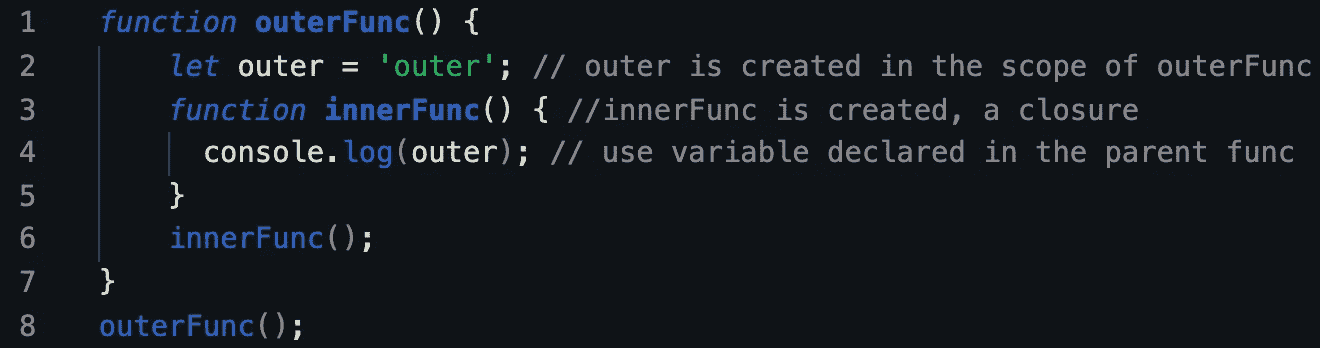 1 function outerFunc() {
2 let outer = 'outer'; // outer is created in the scope of outerFunc
3 function innerFunc() { //innerFunc is created, a closure
4 console.log(outer); // use variable declared in the parent func
5 }
6 innerFunc();
7 }
8 outerFunc();